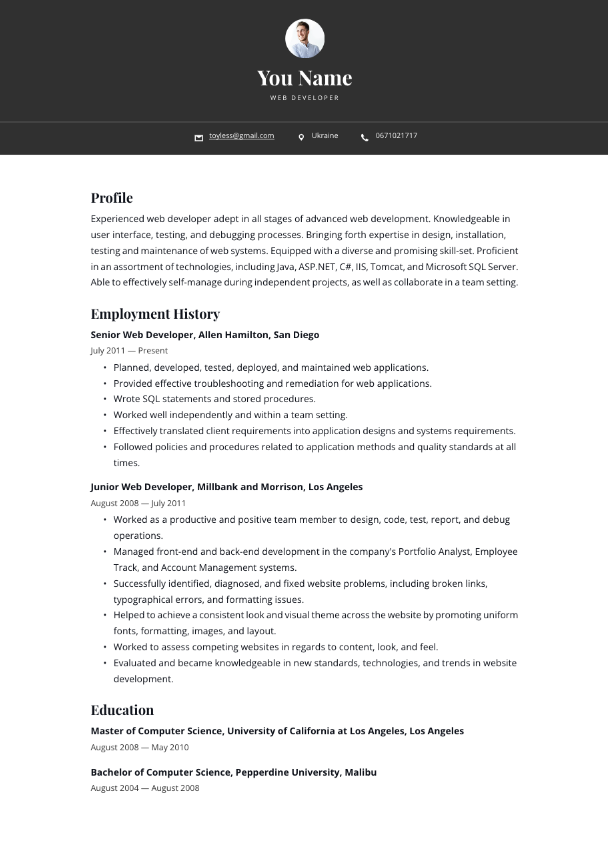 You Name
WEB DEVELOPER
toyless@gmail.com Ukraine 0671021717
Profile
Experienced web developer adept in all stages of advanced web development. Knowledgeable in
user interface, testing, and debugging processes. Bringing forth expertise in design, installation,
testing and maintenance of web systems. Equipped with a diverse and promising skill-set. Proficient
in an assortment of technologies, including Java, ASP.NET, C#, IIS, Tomcat, and Microsoft SQL Server.
Able to effectively self-manage during independent projects, as well as collaborate in a team setting.
Employment History
Senior Web Developer, Allen Hamilton, San Diego
July 2011 — Present
• Planned, developed, tested, deployed, and maintained web applications.
• Provided effective troubleshooting and remediation for web applications.
• Wrote SQL statements and stored procedures.
• Worked well independently and within a team setting.
• Effectively translated client requirements into application designs and systems requirements.
• Followed policies and procedures related to application methods and quality standards at all
times.
Junior Web Developer, Millbank and Morrison, Los Angeles
August 2008 — July 2011
• Worked as a productive and positive team member to design, code, test, report, and debug
operations.
• Managed front-end and back-end development in the company's Portfolio Analyst, Employee
Track, and Account Management systems.
• Successfully identified, diagnosed, and fixed website problems, including broken links,
typographical errors, and formatting issues.
• Helped to achieve a consistent look and visual theme across the website by promoting uniform
fonts, formatting, images, and layout.
• Worked to assess competing websites in regards to content, look, and feel.
• Evaluated and became knowledgeable in new standards, technologies, and trends in website
development.
Education
Master of Computer Science, University of California at Los Angeles, Los Angeles
August 2008 — May 2010
Bachelor of Computer Science, Pepperdine University, Malibu
August 2004 — August 2008